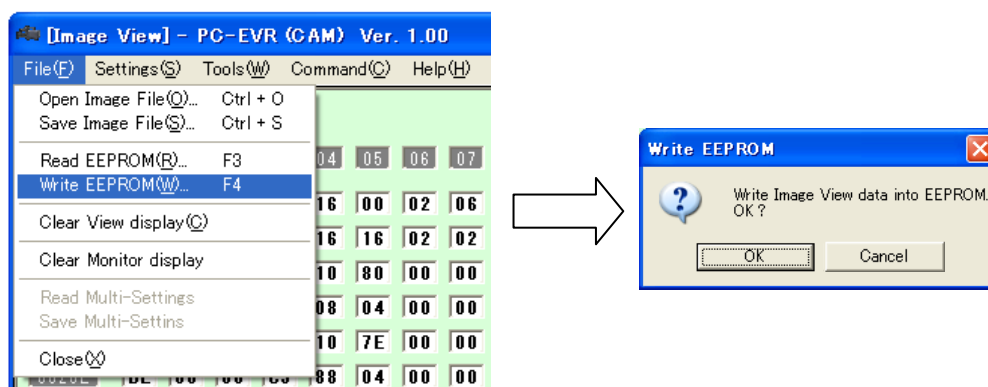 [Image View] - PC-EVR (CAM) Ver. 1.00
File(F) Settings(S) Tools(W) Command(C) Help(H)
Open Image File(O)... Ctrl + O
Save Image File(S)... Ctrl + S
Read EEPROM(R)... F3
Write EEPROM(W)... F4
Clear View display(C)
Clear Monitor display
Read Multi-Settings
Save Multi-Settins
Close(X)
04 05 06 07
16 00 02 06
16 16 02 02
10 80 00 00
08 04 00 00
10 7E 00 00
88 04 00 00
Write EEPROM
Write Image View data into EEPROM.
OK ?
OK Cancel